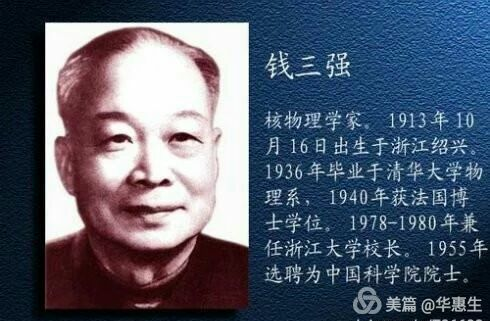 钱三强
核物理学家。 1913年10
月16日出生于浙江绍兴。
1936年毕业于清华大学物
理系， 1940年获法国博
士学位。 1978-1980年兼
任浙江大学校长。 1955年
选聘为中国科学院院士。
美篇 @华惠生